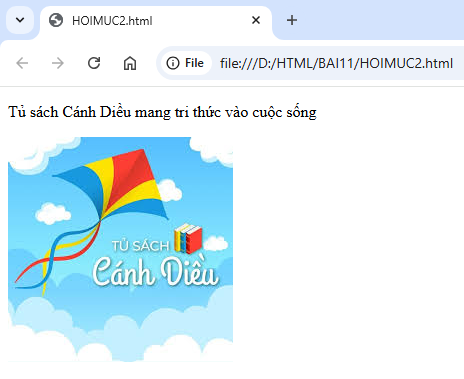 HOIMUC2.html
File file:///D:/HTML/BAI11/HOIMUC2.html
Tủ sách Cánh Diều mang tri thức vào cuộc sống
TỦ SÁCH
Cánh Diều